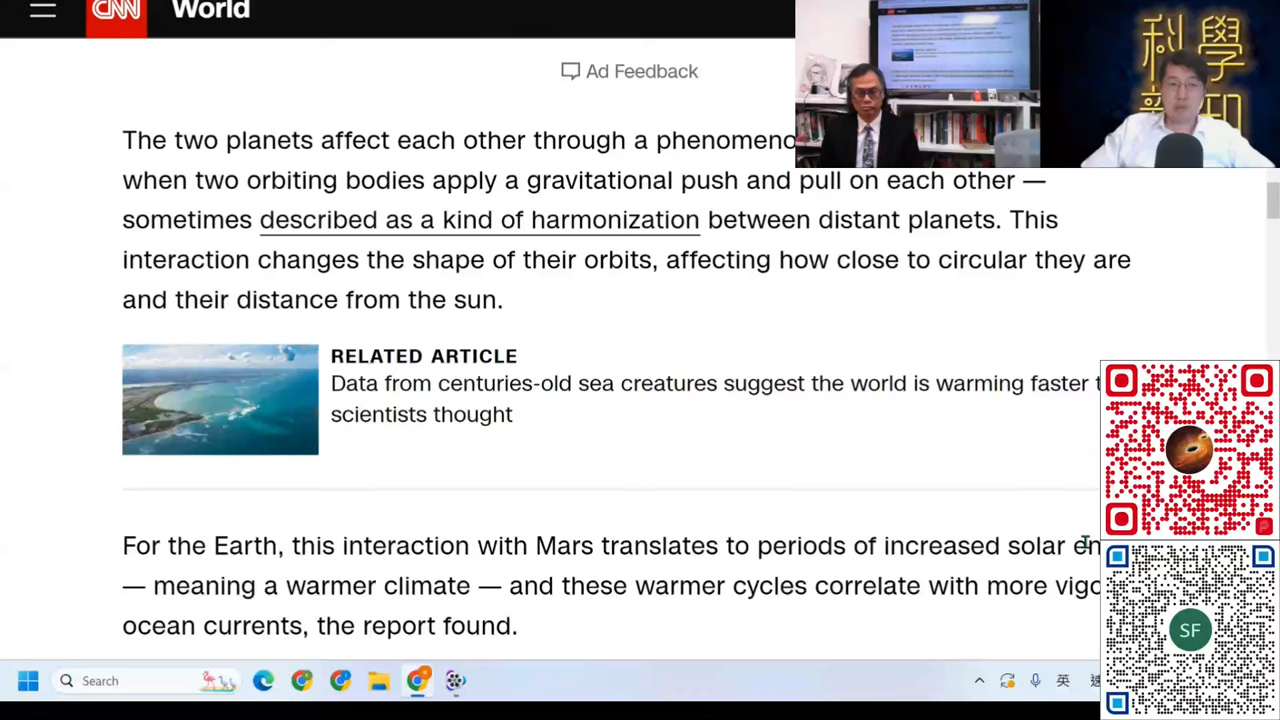 CNN World
Ad Feedback
科學
新知
The two planets affect each other through a
when two orbiting bodies apply a gravitational push and pull on each other —
sometimes described as a kind of harmonization between distant planets. This
interaction changes the shape of their orbits, affecting how close to circular they are
and their distance from the sun.
RELATED ARTICLE
Data from centuries-old sea creatures suggest the world is warming faster
scientists thought
For the Earth, this interaction with Mars translates to periods of increased solar
— meaning a warmer climate — and these warmer cycles correlate with more
ocean currents, the report found.
SF
Search
英